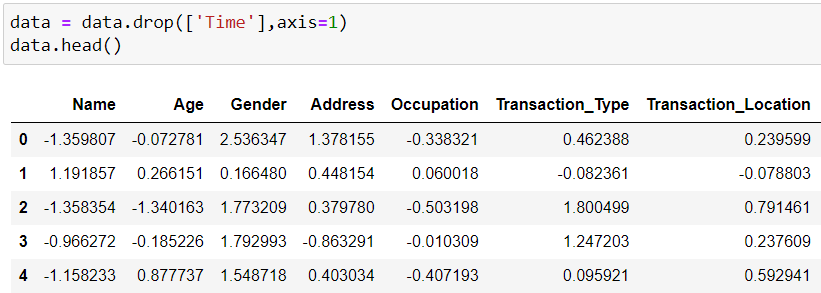 data = data.drop(['Time'],axis=1)
data.head()
Name Age Gender Address Occupation Transaction_Type Transaction_Location
0 -1.359807 -0.072781 2.536347 1.378155 -0.338321 0.462388 0.239599
1 1.191857 0.266151 0.166480 0.448154 0.060018 -0.082361 -0.078803
2 -1.358354 -1.340163 1.773209 0.379780 -0.503198 1.800499 0.791461
3 -0.966272 -0.185226 1.792993 -0.863291 -0.010309 1.247203 0.237609
4 -1.158233 0.877737 1.548718 0.403034 -0.407193 0.095921 0.592941